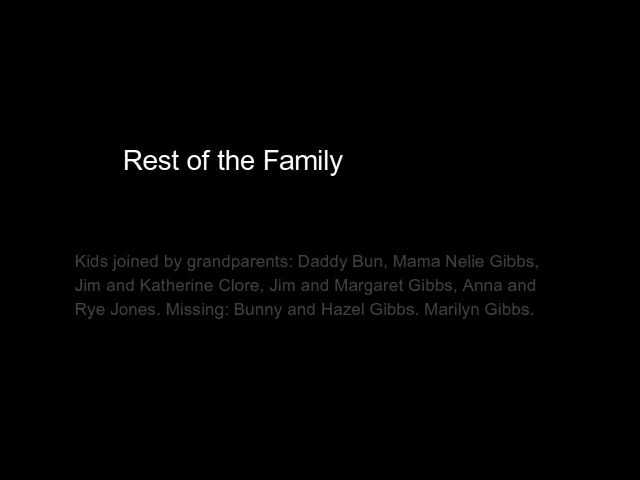 Rest of the Family
Kids joined by grandparents: Daddy Bun, Mama Nelie Gibbs,
Jim and Katherine Clore, Jim and Margaret Gibbs, Anna and
Rye Jones. Missing: Bunny and Hazel Gibbs. Marilyn Gibbs.